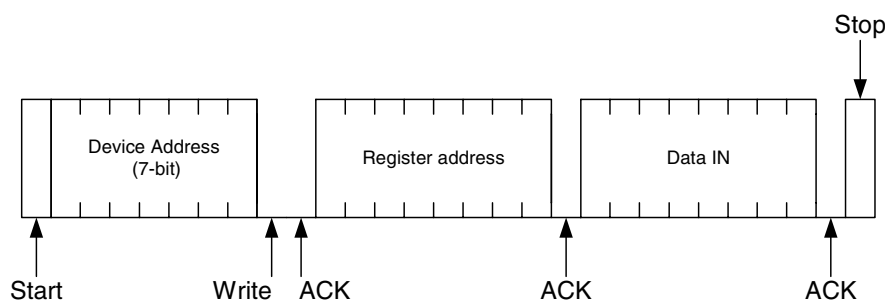 Stop
Device Address
(7-bit)
Register address
Data IN
Start
Write
ACK
ACK
ACK